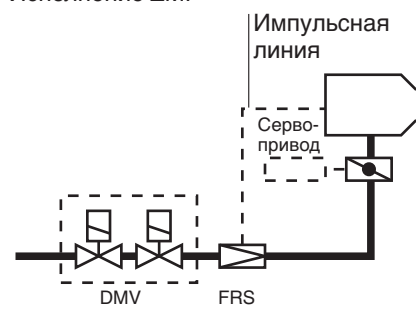 Импульсная
линия
Серво-
привод
DMV
FRS